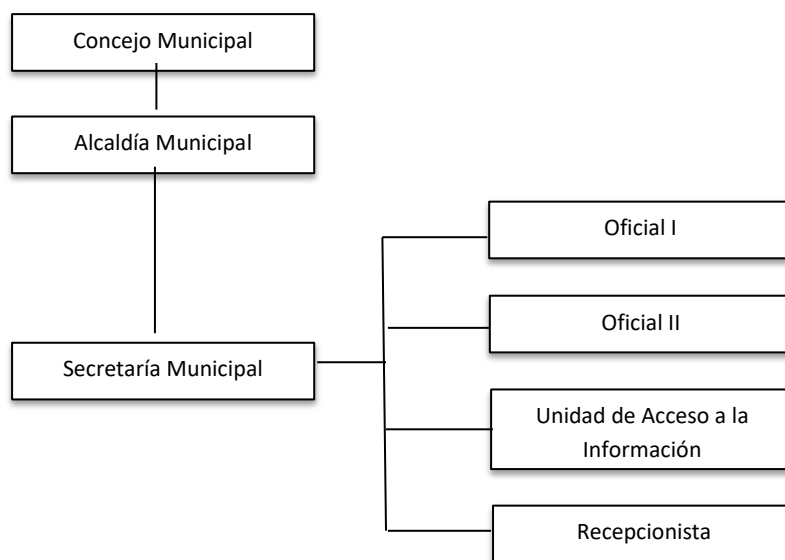 Concejo Municipal
Alcaldía Municipal
Oficial I
Oficial II
Secretaría Municipal
Unidad de Acceso a la
Información
Recepcionista